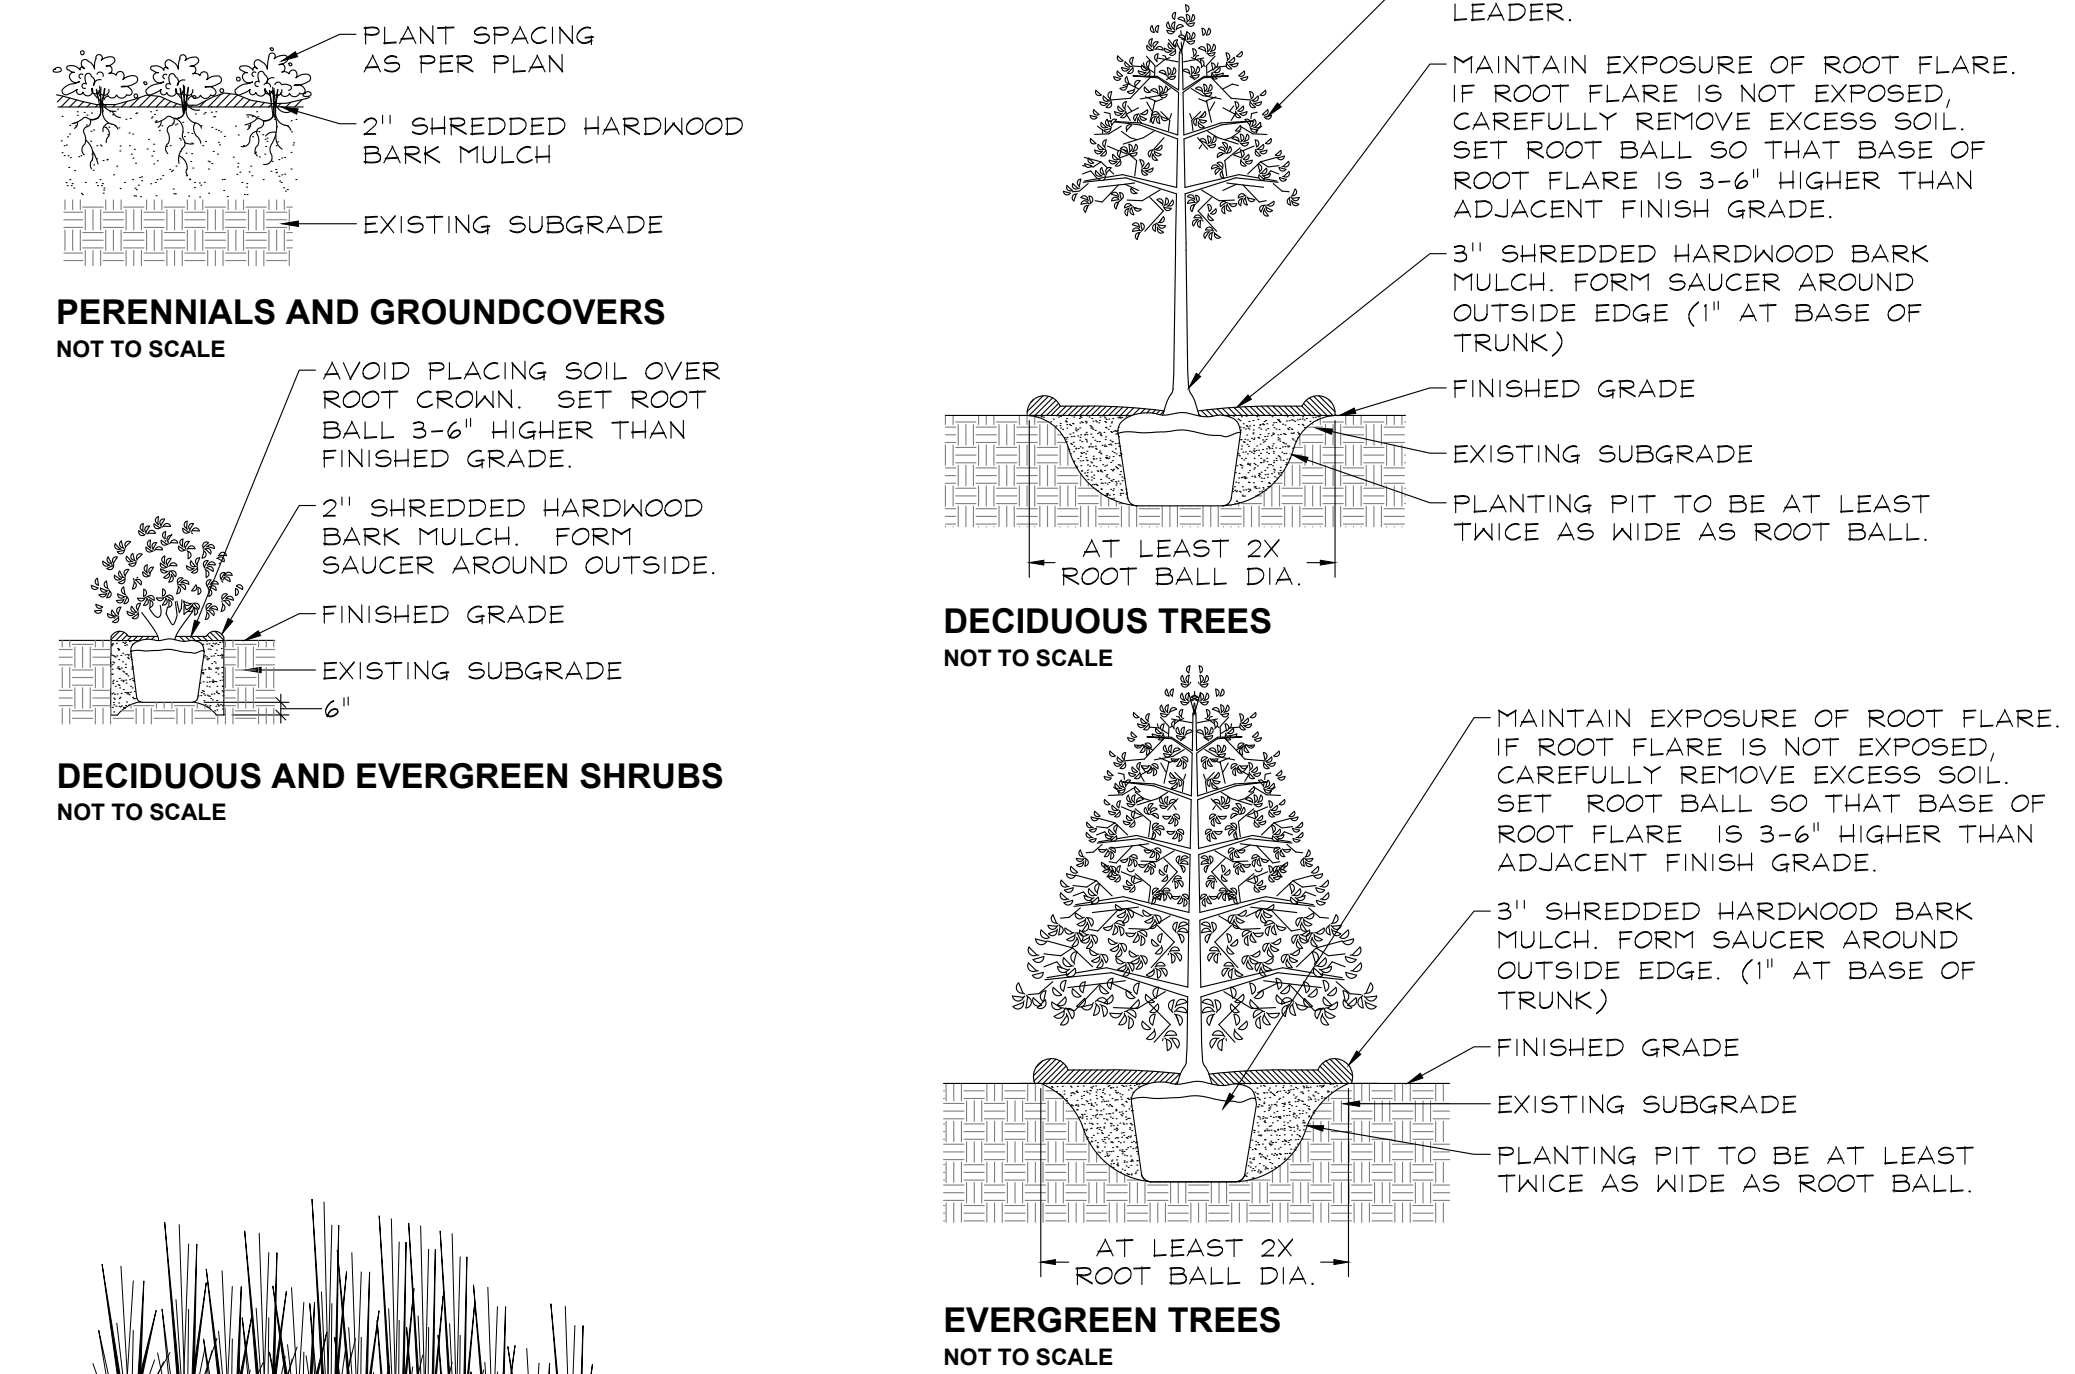 PLANT SPACING
AS PER PLAN
2" SHREDDED HARDWOOD
BARK MULCH
EXISTING SUBGRADE
PERENNIALS AND GROUNDCOVERS
NOT TO SCALE
AVOID PLACING SOIL OVER
ROOT CROWN. SET ROOT
BALL 3-6" HIGHER THAN
FINISHED GRADE.
2" SHREDDED HARDWOOD
BARK MULCH. FORM
SAUCER AROUND OUTSIDE.
FINISHED GRADE
EXISTING SUBGRADE
6"
DECIDUOUS AND EVERGREEN SHRUBS
NOT TO SCALE
LEADER.
MAINTAIN EXPOSURE OF ROOT FLARE.
IF ROOT FLARE IS NOT EXPOSED,
CAREFULLY REMOVE EXCESS SOIL.
SET ROOT BALL SO THAT BASE OF
ROOT FLARE IS 3-6" HIGHER THAN
ADJACENT FINISH GRADE.
3" SHREDDED HARDWOOD BARK
MULCH. FORM SAUCER AROUND
OUTSIDE EDGE (1" AT BASE OF
TRUNK)
FINISHED GRADE
EXISTING SUBGRADE
PLANTING PIT TO BE AT LEAST
TWICE AS WIDE AS ROOT BALL.
AT LEAST 2X
ROOT BALL DIA.
DECIDUOUS TREES
NOT TO SCALE
MAINTAIN EXPOSURE OF ROOT FLARE.
IF ROOT FLARE IS NOT EXPOSED,
CAREFULLY REMOVE EXCESS SOIL.
SET ROOT BALL SO THAT BASE OF
ROOT FLARE IS 3-6" HIGHER THAN
ADJACENT FINISH GRADE.
3" SHREDDED HARDWOOD BARK
MULCH. FORM SAUCER AROUND
OUTSIDE EDGE. (1" AT BASE OF
TRUNK)
FINISHED GRADE
EXISTING SUBGRADE
PLANTING PIT TO BE AT LEAST
TWICE AS WIDE AS ROOT BALL.
AT LEAST 2X
ROOT BALL DIA.
EVERGREEN TREES
NOT TO SCALE